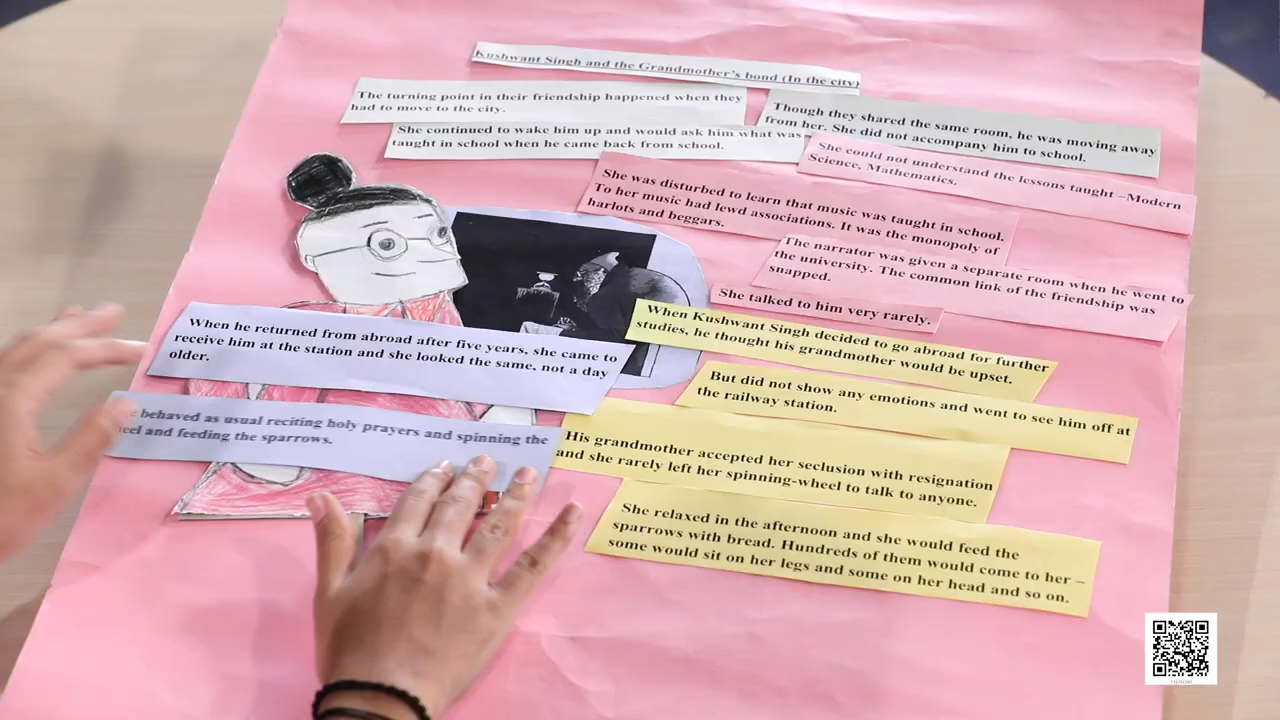 Kushwant Singh and the Grandmother's bond (In the city)
The turning point in their friendship happened when they
had to move to the city.
She continued to wake him up and would ask him what was
taught in school when he came back from school.
Though they shared the same room, he was moving away
from her. She did not accompany him to school.
She could not understand the lessons taught –Modern
Science, Mathematics.
She was disturbed to learn that music was taught in school.
To her music had lewd associations. It was the monopoly of
harlots and beggars.
The narrator was given a separate room when he went to
the university. The common link of the friendship was
snapped.
She talked to him very rarely.
When Kushwant Singh decided to go abroad for further
studies, he thought his grandmother would be upset.
But did not show any emotions and went to see him off at
the railway station.
His grandmother accepted her seclusion with resignation
and she rarely left her spinning-wheel to talk to anyone.
She relaxed in the afternoon and she would feed the
sparrows with bread. Hundreds of them would come to her –
some would sit on her legs and some on her head and so on.
When he returned from abroad after five years, she came to
receive him at the station and she looked the same, not a day
older.
behaved as usual reciting holy prayers and spinning the
and feeding the sparrows.